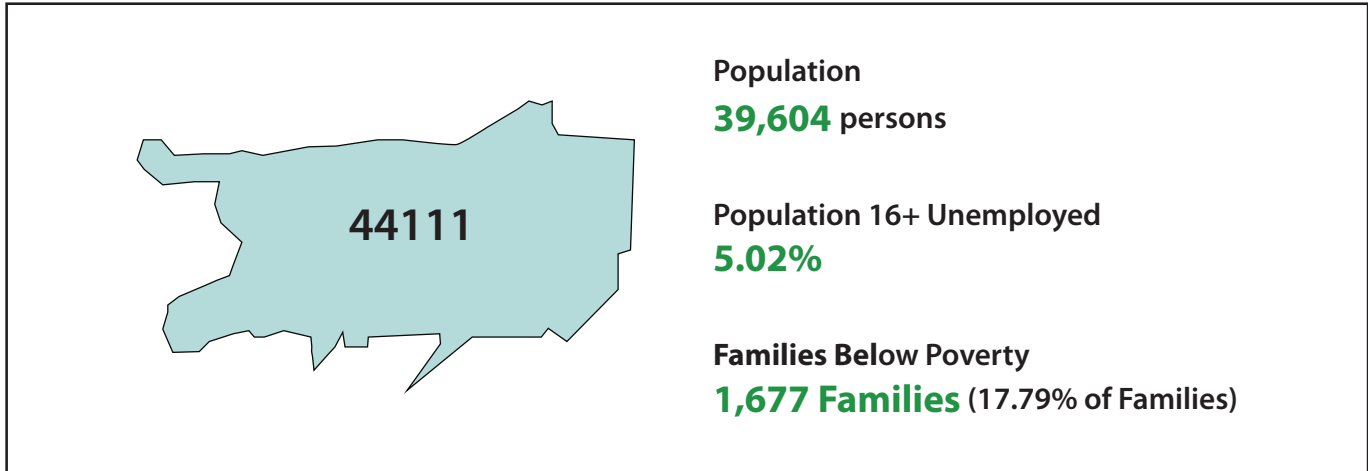 44111
Population
39,604 persons
Population 16+ Unemployed
5.02%
Families Below Poverty
1,677 Families (17.79% of Families)